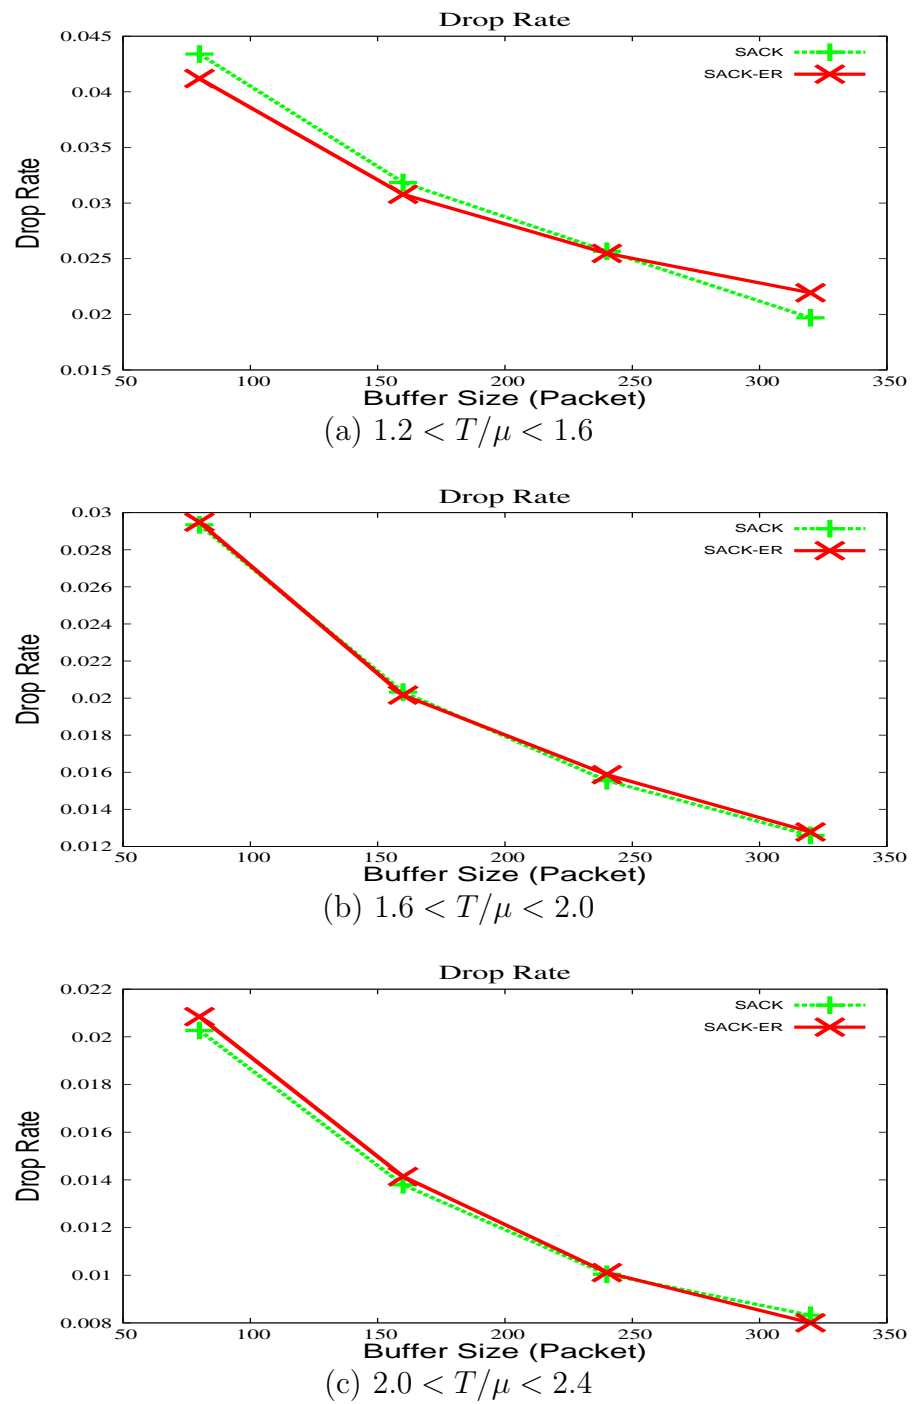 Drop Rate
0.045
0.04
0.035
0.03
0.025
0.02
0.015
Drop Rate
SACK
SACK-ER
50 100 150 200 250 300 350
Buffer Size (Packet)
(a) 1.2 < T/μ < 1.6
Drop Rate
0.03
0.028
0.026
0.024
0.022
0.02
0.018
0.016
0.014
0.012
Drop Rate
SACK
SACK-ER
50 100 150 200 250 300 350
Buffer Size (Packet)
(b) 1.6 < T/μ < 2.0
Drop Rate
0.022
0.02
0.018
0.016
0.014
0.012
0.01
0.008
Drop Rate
SACK
SACK-ER
50 100 150 200 250 300 350
Buffer Size (Packet)
(c) 2.0 < T/μ < 2.4